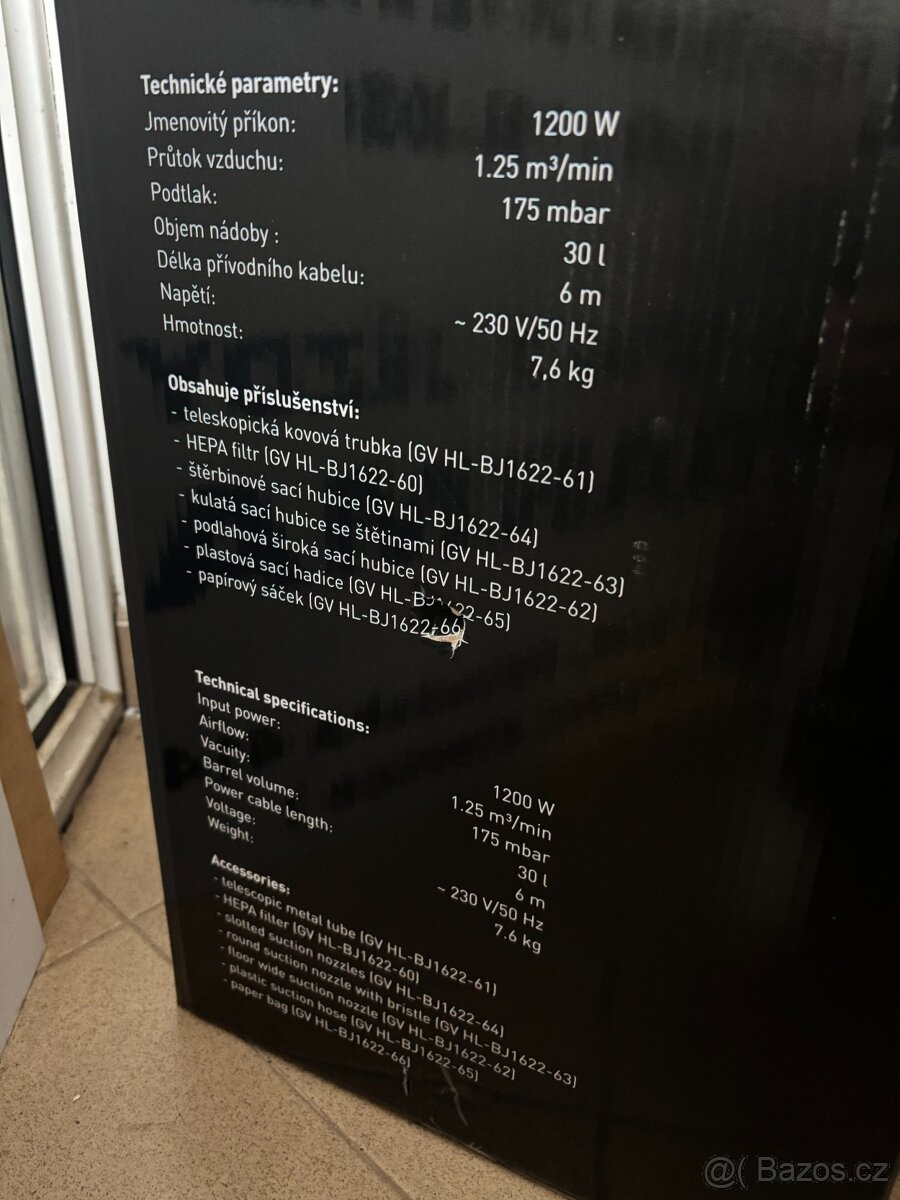 Technické parametry:
Jmenovitý příkon: 1200 W
Průtok vzduchu: 1.25 m³/min
Podtlak: 175 mbar
Objem nádoby : 30 l
Délka přívodního kabelu: 6 m
Napětí: ~ 230 V/50 Hz
Hmotnost: 7,6 kg
Obsahuje příslušenství:
- teleskopická kovová trubka (GV HL-BJ1622-61)
- HEPA filtr (GV HL-BJ1622-60)
- štěrbinové sací hubice (GV HL-BJ1622-64)
- kulatá sací hubice se štětinami (GV HL-BJ1622-63)
- podlahová široká sací hubice (GV HL-BJ1622-62)
- plastová sací hadice (GV HL-BJ1622-65)
- papírový sáček (GV HL-BJ1622-66)
Technical specifications:
Input power: 1200 W
Airflow: 1.25 m³/min
Vacuity: 175 mbar
Barrel volume: 30 l
Power cable length: 6 m
Voltage: ~ 230 V/50 Hz
Weight: 7.6 kg
Accessories:
- telescopic metal tube (GV HL-BJ1622-61)
- HEPA filter (GV HL-BJ1622-60)
- slotted suction nozzles (GV HL-BJ1622-64)
- round suction nozzle with bristle (GV HL-BJ1622-63)
- floor wide suction nozzle (GV HL-BJ1622-62)
- plastic suction hose (GV HL-BJ1622-65)
- paper bag (GV HL-BJ1622-66)
@( Bazos.cz